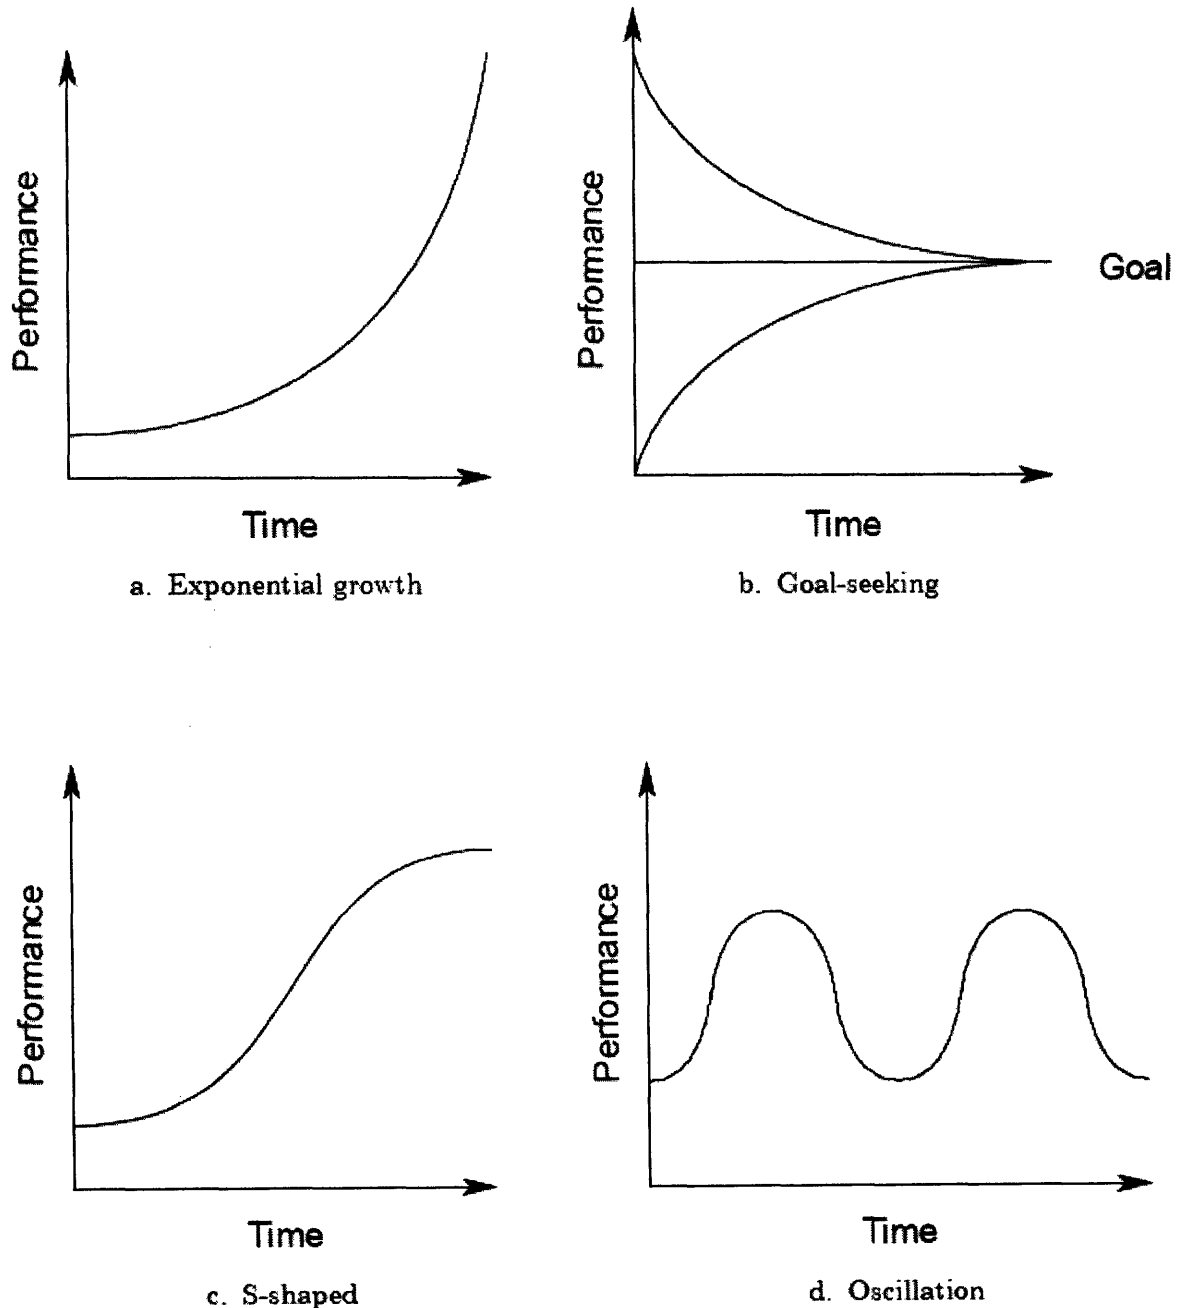 Performance
Time
a. Exponential growth
Performance
Goal
Time
b. Goal-seeking
Performance
Time
c. S-shaped
Performance
Time
d. Oscillation